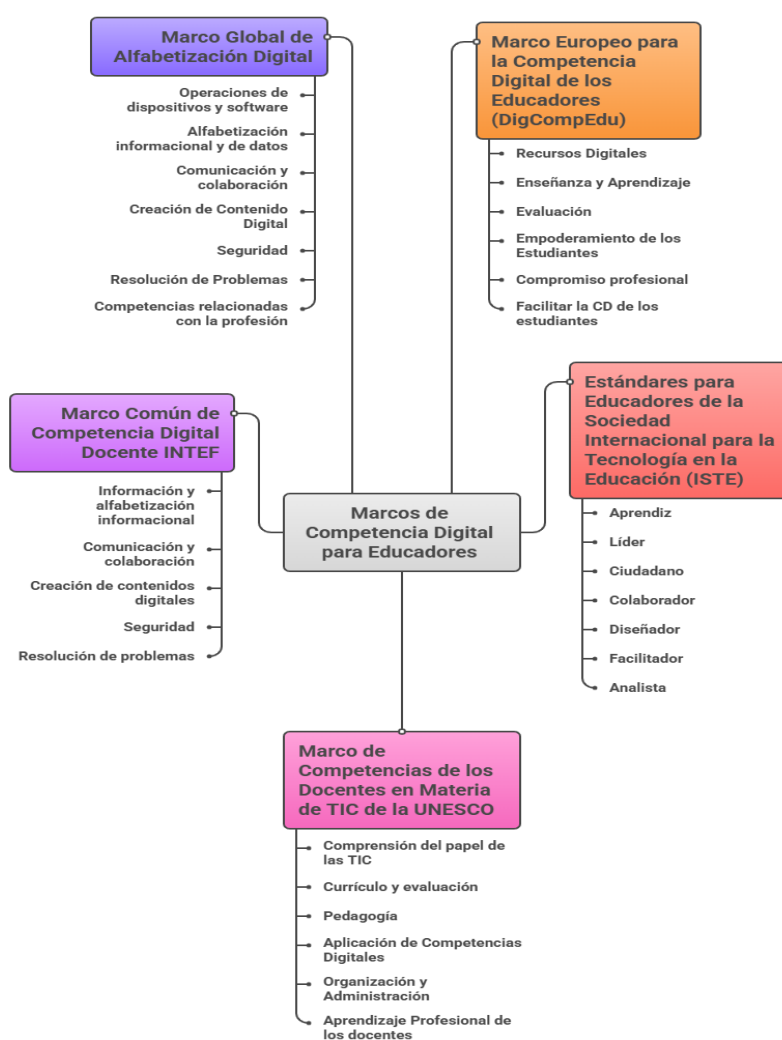 Marco Global de
Alfabetización Digital
Operaciones de
dispositivos y software
Alfabetización
informacional y de datos
Comunicación y
colaboración
Creación de Contenido
Digital
Seguridad
Resolución de Problemas
Competencias relacionadas
con la profesión
Marco Europeo para
la Competencia
Digital de los
Educadores
(DigCompEdu)
Recursos Digitales
Enseñanza y Aprendizaje
Evaluación
Empoderamiento de los
Estudiantes
Compromiso profesional
Facilitar la CD de los
estudiantes
Marco Común de
Competencia Digital
Docente INTEF
Información y
alfabetización
informacional
Comunicación y
colaboración
Creación de contenidos
digitales
Seguridad
Resolución de problemas
Marcos de
Competencia Digital
para Educadores
Estándares para
Educadores de la
Sociedad
Internacional para la
Tecnología en la
Educación (ISTE)
Aprendiz
Líder
Ciudadano
Colaborador
Diseñador
Facilitador
Analista
Marco de
Competencias de los
Docentes en Materia
de TIC de la UNESCO
Comprensión del papel de
las TIC
Currículo y evaluación
Pedagogía
Aplicación de Competencias
Digitales
Organización y
Administración
Aprendizaje Profesional de
los docentes